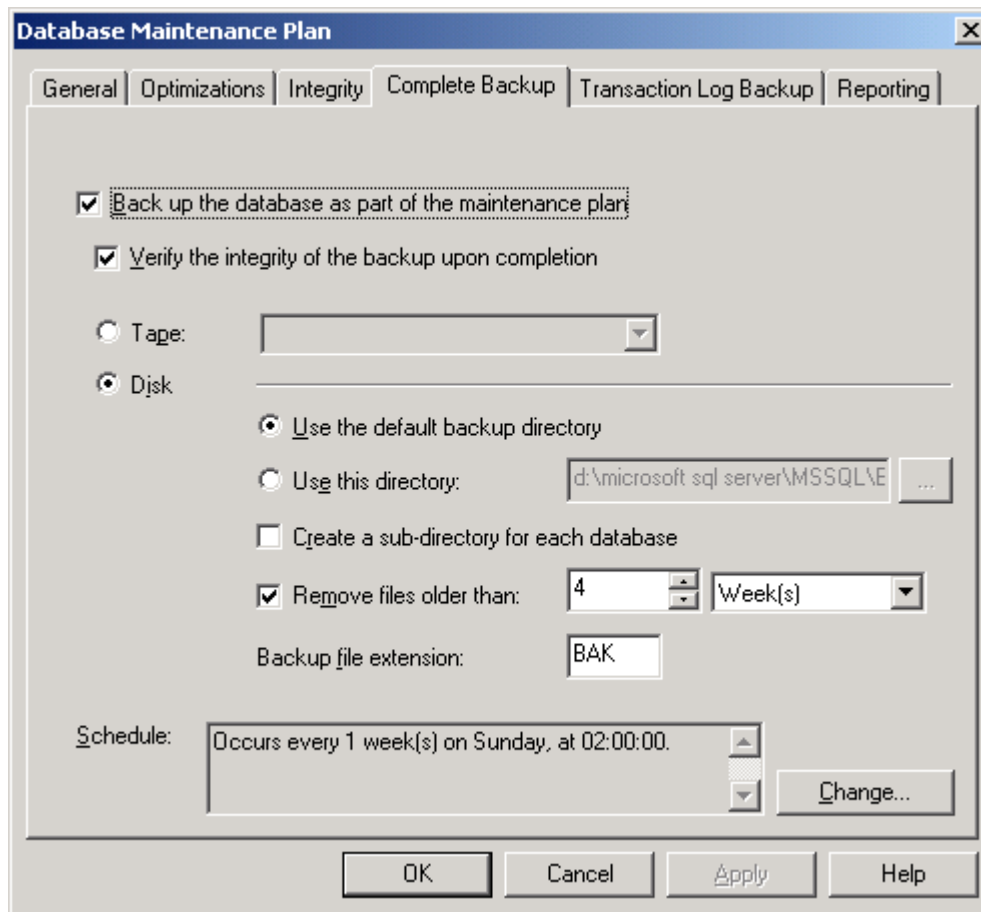 Database Maintenance Plan
General Optimizations Integrity Complete Backup Transaction Log Backup Reporting
Back up the database as part of the maintenance plan
Verify the integrity of the backup upon completion
Tape:
Disk
Use the default backup directory
Use this directory: d:\microsoft sql server\MSSQL\E ...
Create a sub-directory for each database
Remove files older than: 4 Week(s)
Backup file extension: BAK
Schedule: Occurs every 1 week(s) on Sunday, at 02:00:00.
Change...
OK Cancel Apply Help